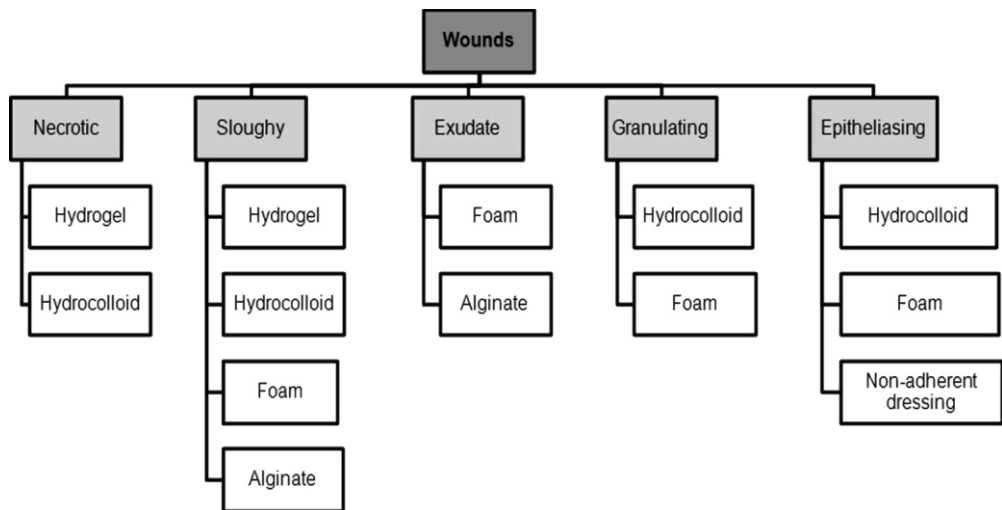 Wounds
Necrotic
Sloughy
Exudate
Granulating
Epitheliasing
Hydrogel
Hydrocolloid
Hydrogel
Hydrocolloid
Foam
Alginate
Foam
Alginate
Hydrocolloid
Foam
Hydrocolloid
Foam
Non-adherent
dressing